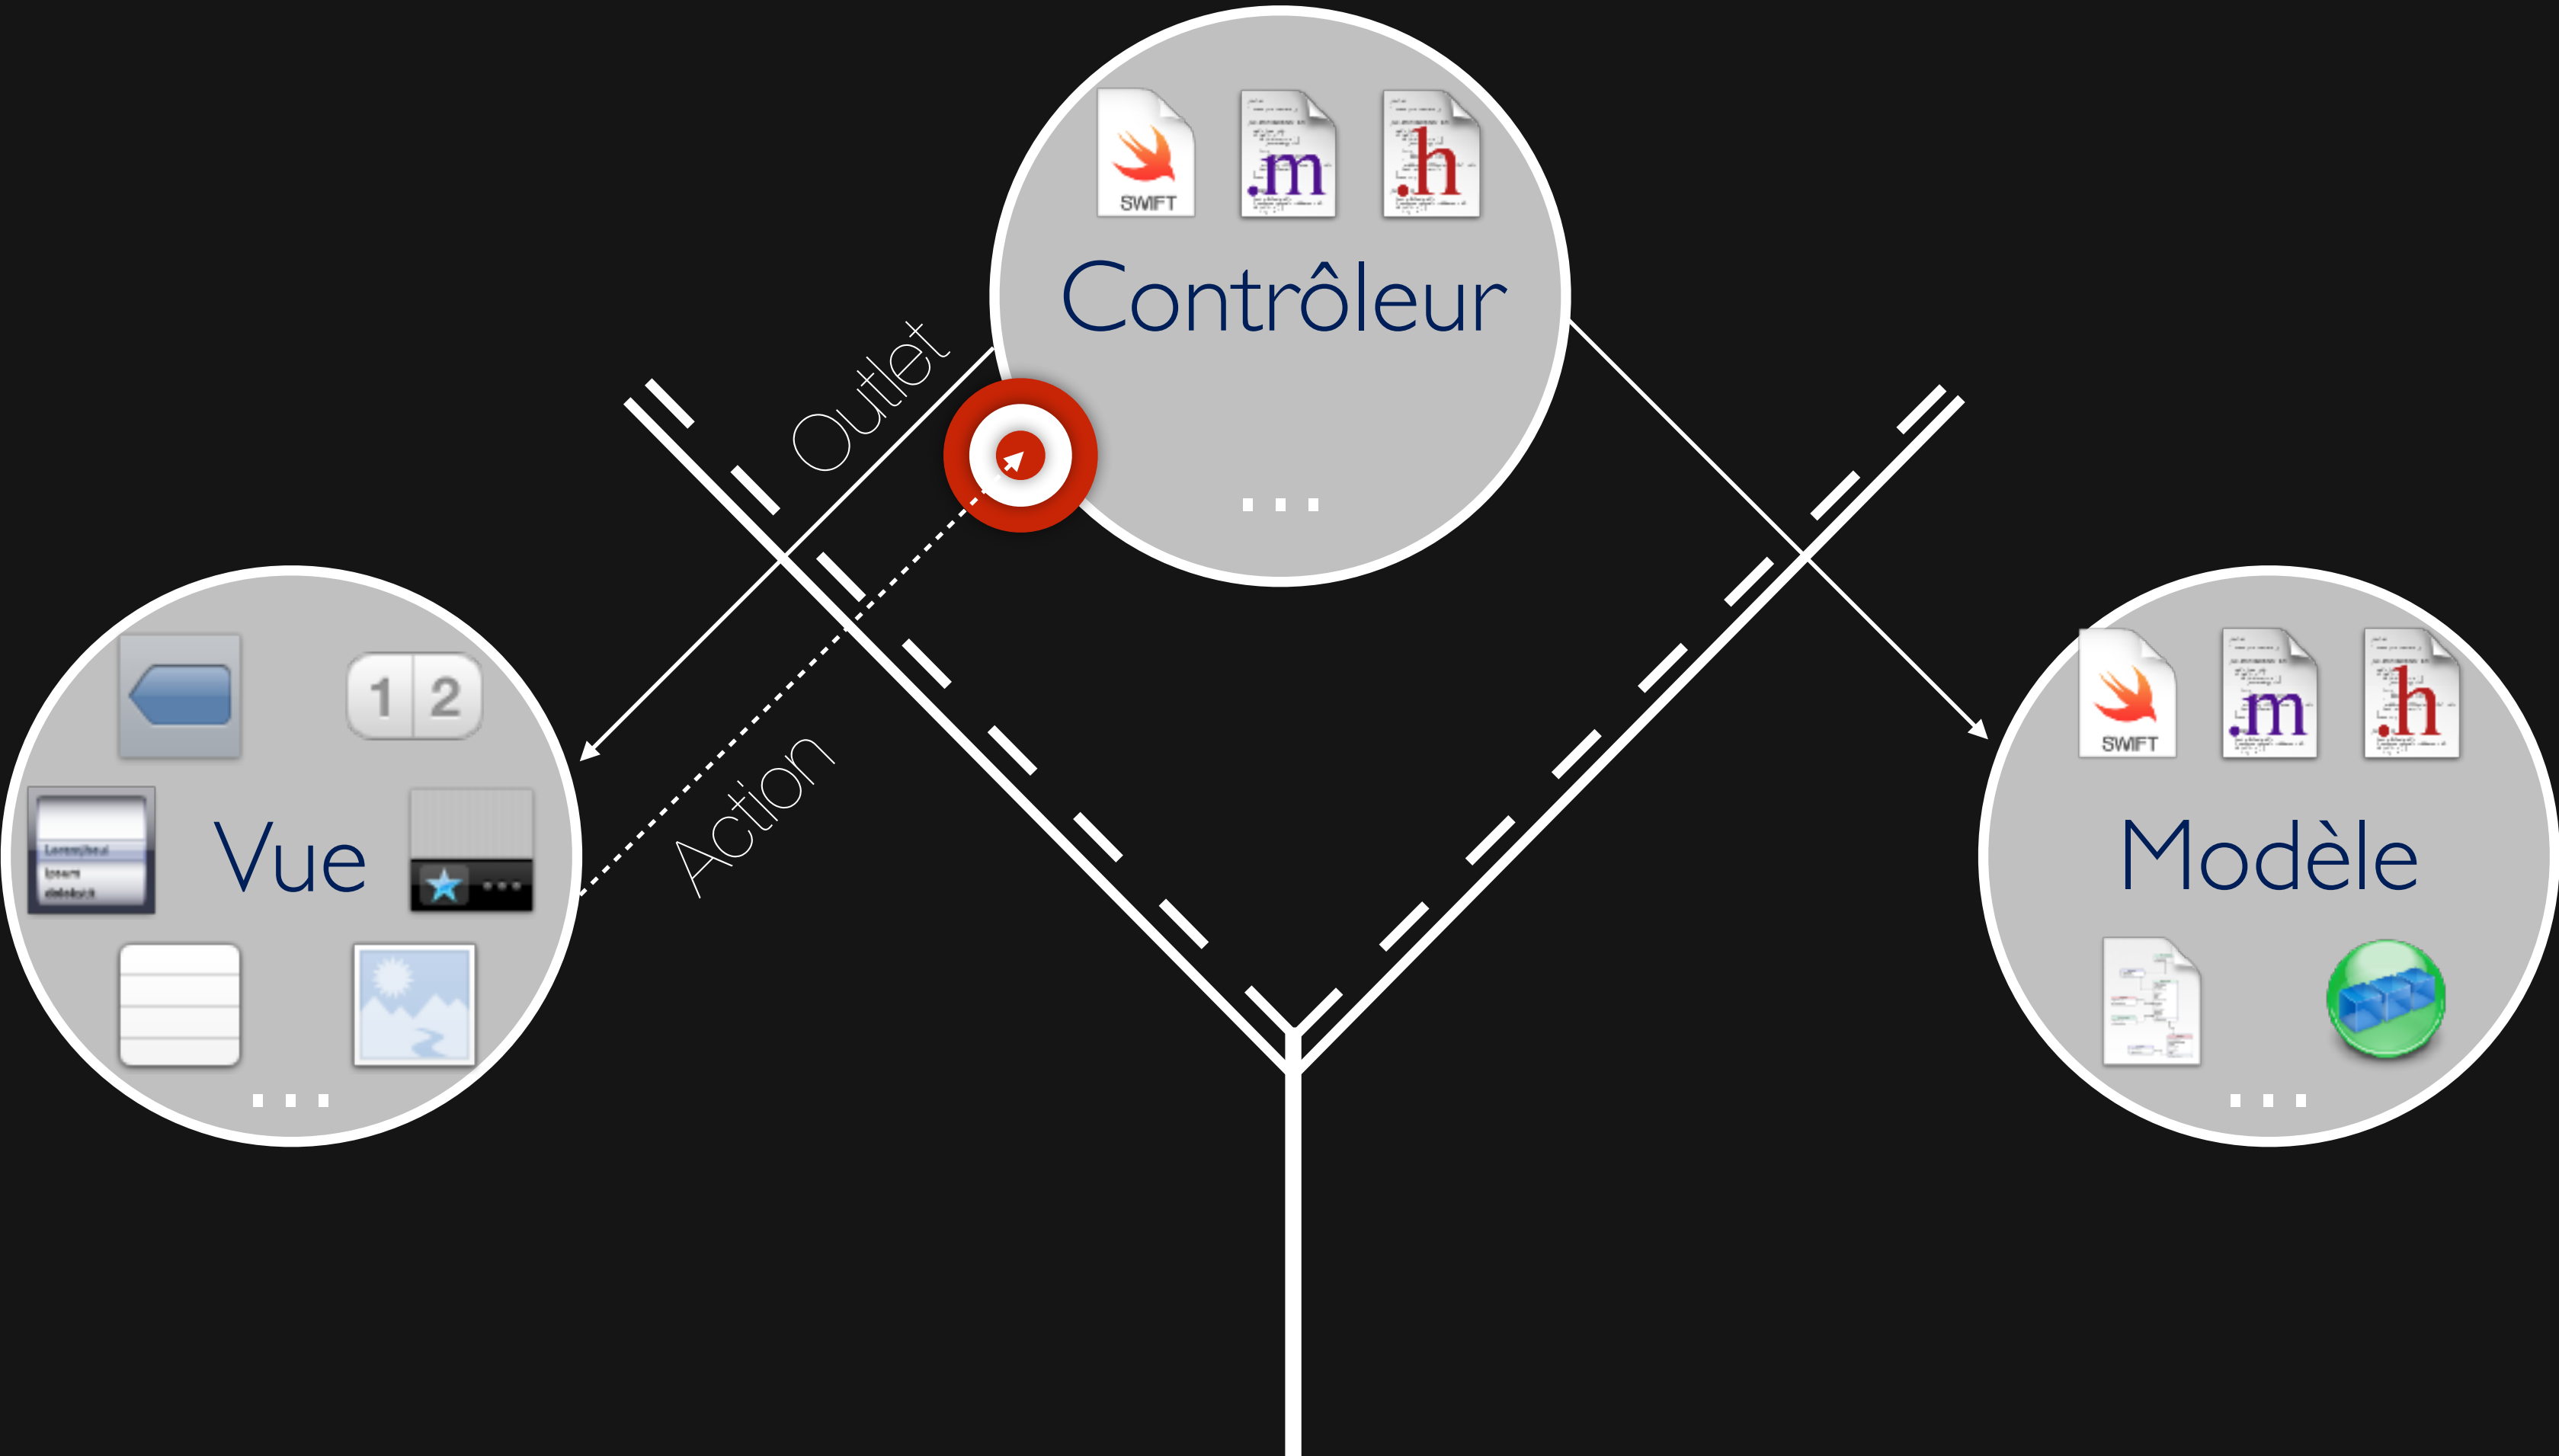 SWIFT
.m
.h
Contrôleur
...
Outlet
Action
1 2
Vue
...
SWIFT
.m
.h
Modèle
...